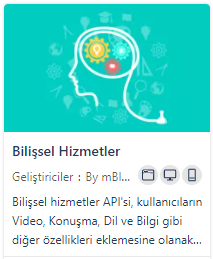 Bilişsel Hizmetler
Geliştiriciler : By mBl...
Bilişsel hizmetler API'si, kullanıcıların
Video, Konuşma, Dil ve Bilgi gibi
diğer özellikleri eklemesine olanak...